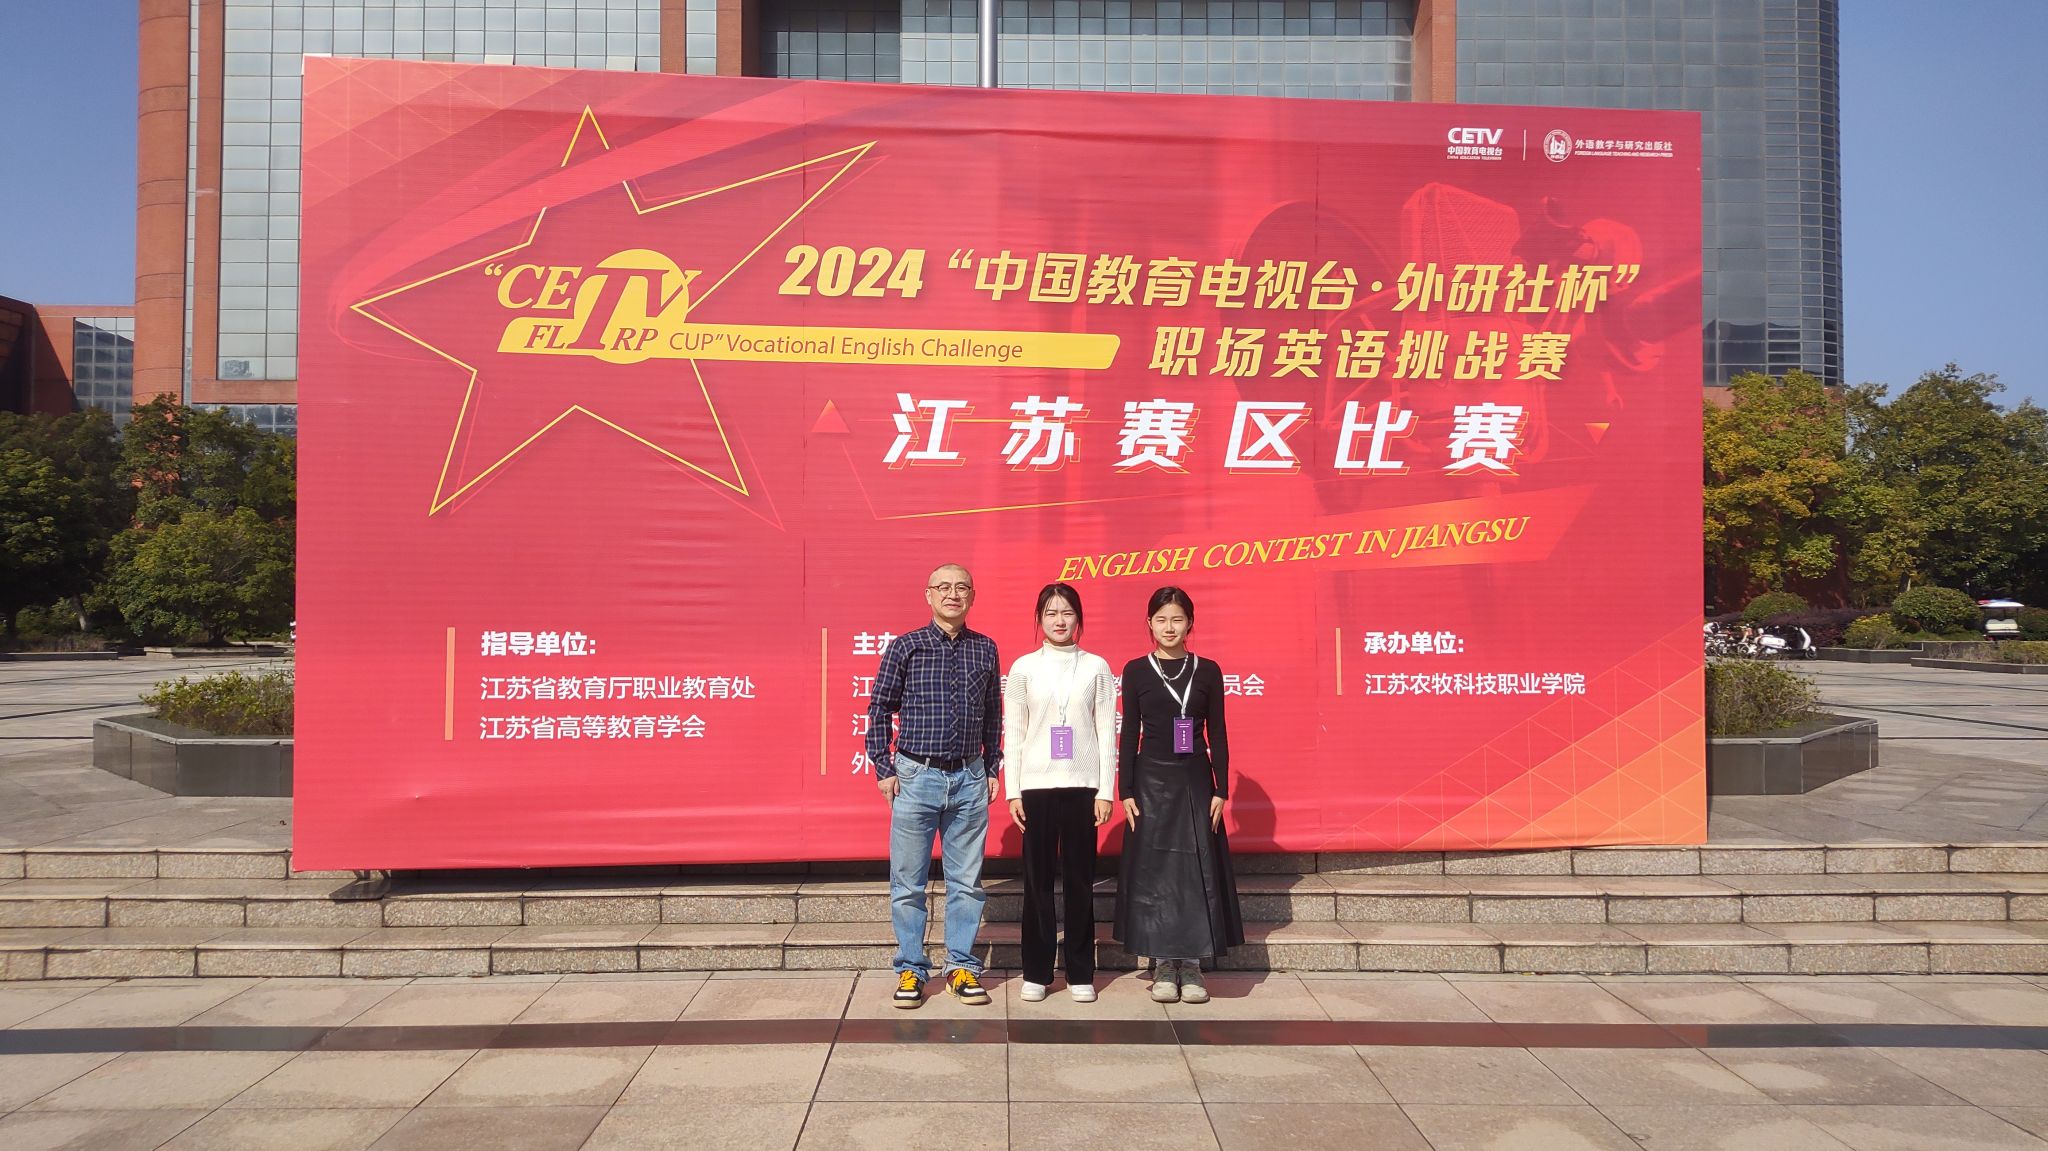 CETV
中国教育电视台
CHINA EDUCATION TELEVISION
外语教学与研究出版社
FOREIGN LANGUAGE TEACHING AND RESEARCH PRESS
“CETV
FLTRP CUP” Vocational English Challenge
2024 “中国教育电视台·外研社杯”
职场英语挑战赛
江苏赛区比赛
ENGLISH CONTEST IN JIANGSU
指导单位:
江苏省教育厅职业教育处
江苏省高等教育学会
主办
江
员会
江
外
承办单位:
江苏农牧科技职业学院